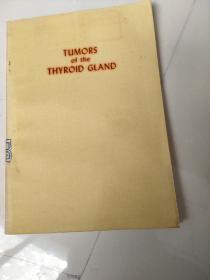 TUMORS
of the
THYROID GLAND